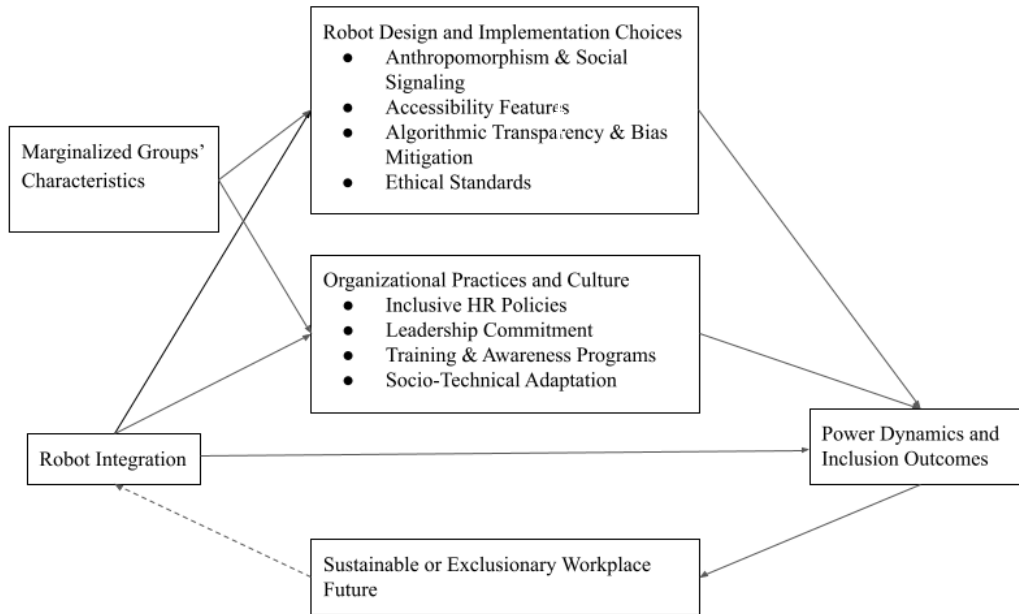 Robot Design and Implementation Choices
● Anthropomorphism & Social
Signaling
● Accessibility Features
● Algorithmic Transparency & Bias
Mitigation
● Ethical Standards
Marginalized Groups’
Characteristics
Organizational Practices and Culture
● Inclusive HR Policies
● Leadership Commitment
● Training & Awareness Programs
● Socio-Technical Adaptation
Robot Integration
Power Dynamics and
Inclusion Outcomes
Sustainable or Exclusionary Workplace
Future